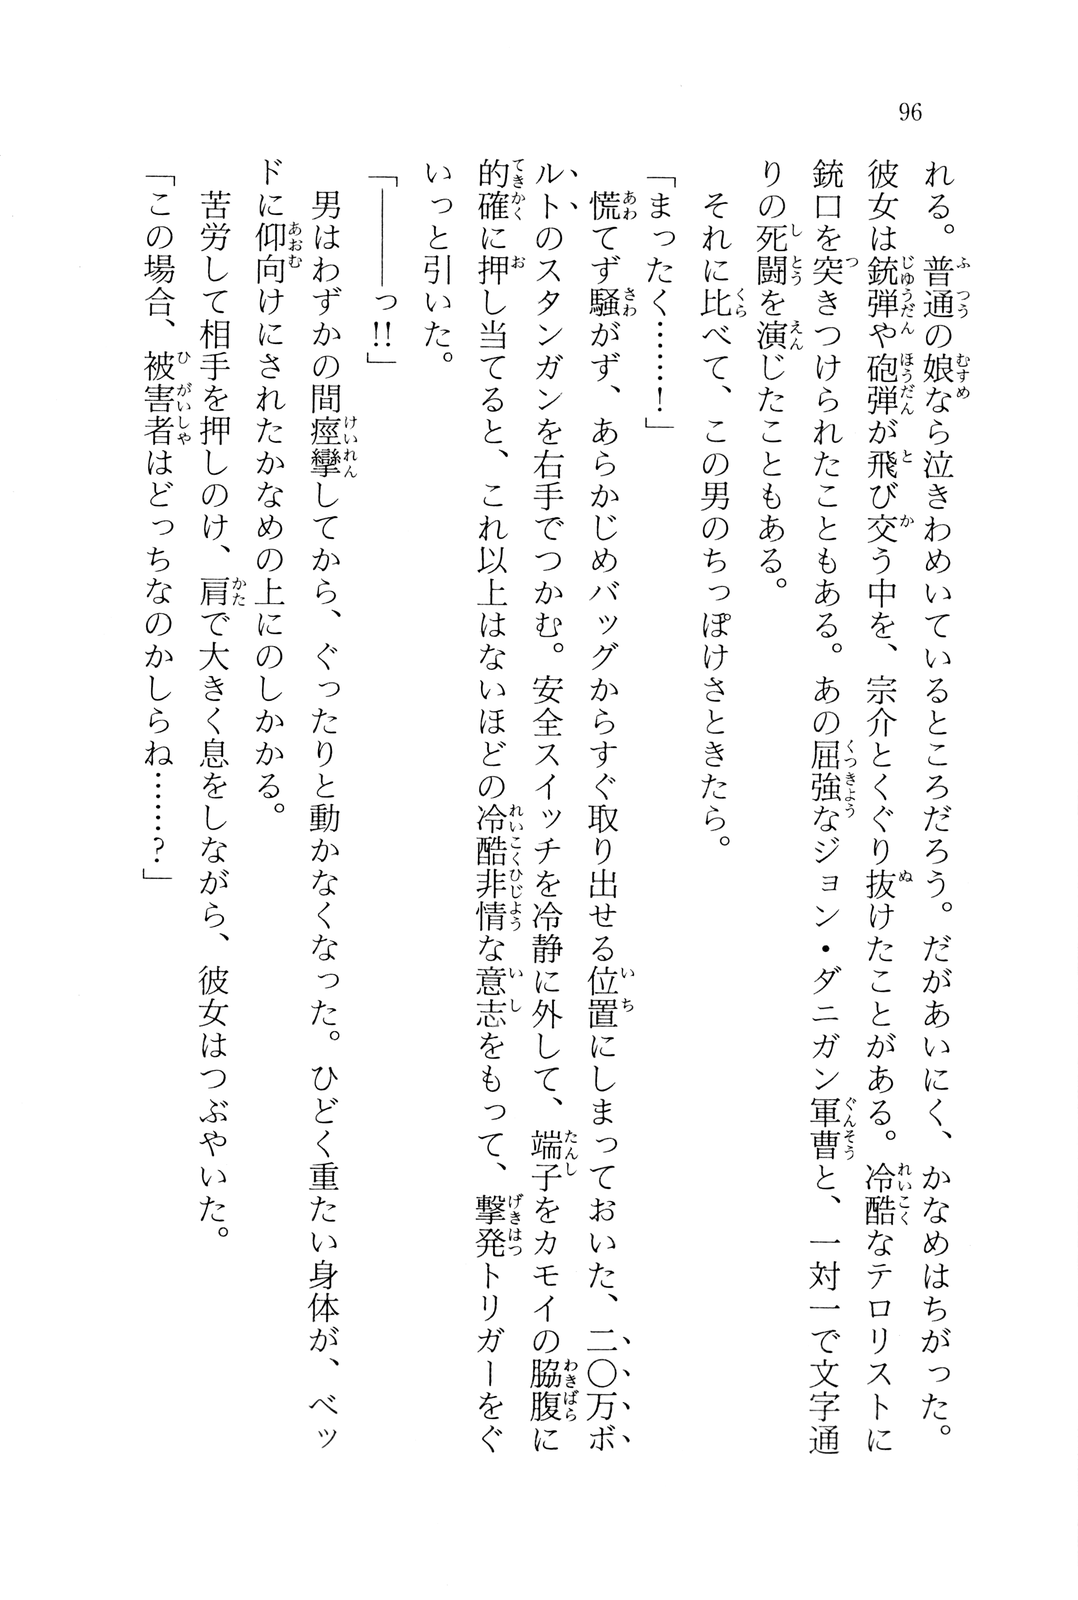 96
れる。普通の娘なら泣きわめいているところだろう。だがあいにく、かなめはちがった。
彼女は銃弾や砲弾が飛び交う中を、宗介とくぐり抜けたことがある。冷酷なテロリストに
銃口を突きつけられたこともある。あの屈強なジョン・ダニガン軍曹と、一対一で文字通
りの死闘を演じたこともある。
それに比べて、この男のちっぽけさときたら。
「まったく……！」
慌てず騒がず、あらかじめバッグからすぐ取り出せる位置にしまっておいた、二〇万ボ
ルトのスタンガンを右手でつかむ。安全スイッチを冷静に外して、端子をカモイの脇腹に
的確に押し当てると、これ以上はないほどの冷酷非情な意志をもって、撃発トリガーをぐ
いっと引いた。
「―――っ!!」
男はわずかの間痙攣してから、ぐったりと動かなくなった。ひどく重たい身体が、ベッ
ドに仰向けにされたかなめの上にのしかかる。
苦労して相手を押しのけ、肩で大きく息をしながら、彼女はつぶやいた。
「この場合、被害者はどっちなのかしらね……？」